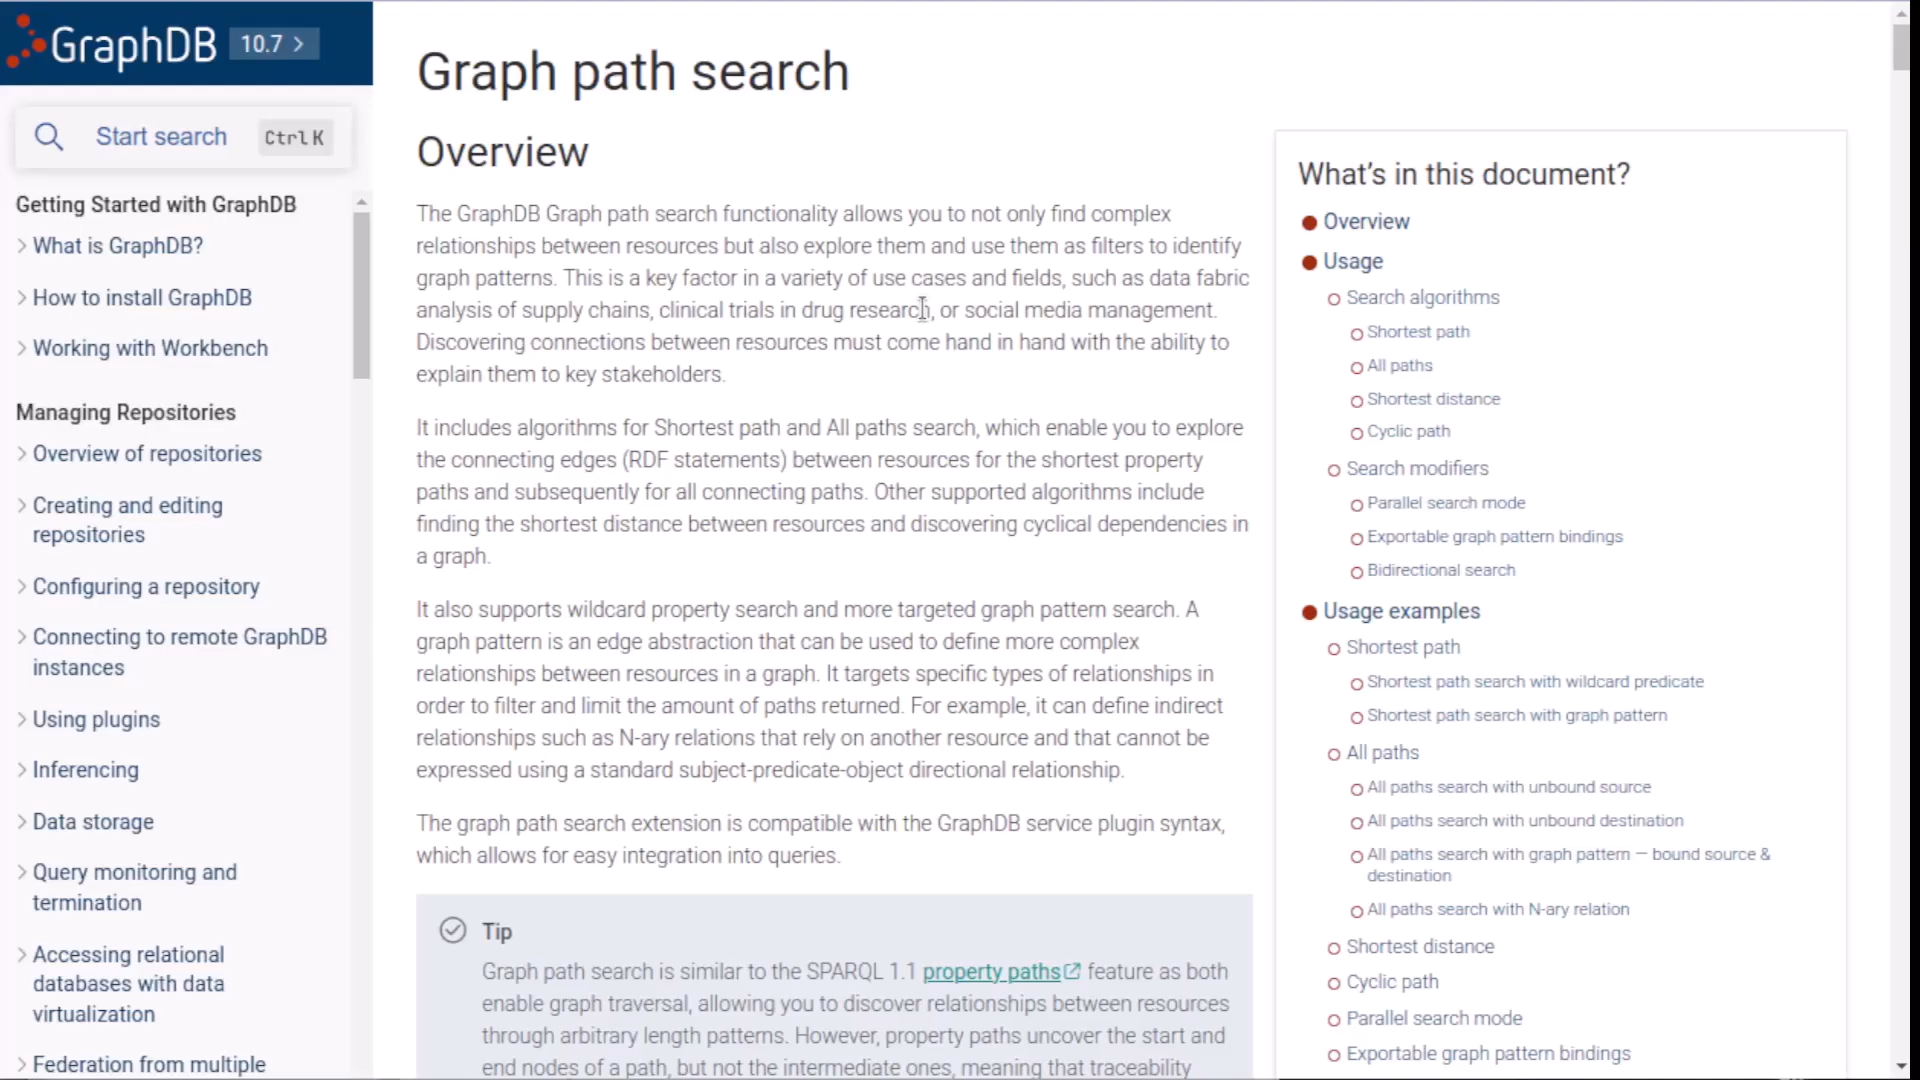 GraphDB 10.7
Start search Ctrl K
Getting Started with GraphDB
What is GraphDB?
How to install GraphDB
Working with Workbench
Managing Repositories
Overview of repositories
Creating and editing
repositories
Configuring a repository
Connecting to remote GraphDB
instances
Using plugins
Inferencing
Data storage
Query monitoring and
termination
Accessing relational
databases with data
virtualization
Federation from multiple
Graph path search
Overview
The GraphDB Graph path search functionality allows you to not only find complex
relationships between resources but also explore them and use them as filters to identify
graph patterns. This is a key factor in a variety of use cases and fields, such as data fabric
analysis of supply chains, clinical trials in drug research, or social media management.
Discovering connections between resources must come hand in hand with the ability to
explain them to key stakeholders.
It includes algorithms for Shortest path and All paths search, which enable you to explore
the connecting edges (RDF statements) between resources for the shortest property
paths and subsequently for all connecting paths. Other supported algorithms include
finding the shortest distance between resources and discovering cyclical dependencies in
a graph.
It also supports wildcard property search and more targeted graph pattern search. A
graph pattern is an edge abstraction that can be used to define more complex
relationships between resources in a graph. It targets specific types of relationships in
order to filter and limit the amount of paths returned. For example, it can define indirect
relationships such as N-ary relations that rely on another resource and that cannot be
expressed using a standard subject-predicate-object directional relationship.
The graph path search extension is compatible with the GraphDB service plugin syntax,
which allows for easy integration into queries.
Tip
Graph path search is similar to the SPARQL 1.1 property paths feature as both
enable graph traversal, allowing you to discover relationships between resources
through arbitrary length patterns. However, property paths uncover the start and
end nodes of a path, but not the intermediate ones, meaning that traceability
What's in this document?
Overview
Usage
Search algorithms
Shortest path
All paths
Shortest distance
Cyclic path
Search modifiers
Parallel search mode
Exportable graph pattern bindings
Bidirectional search
Usage examples
Shortest path
Shortest path search with wildcard predicate
Shortest path search with graph pattern
All paths
All paths search with unbound source
All paths search with unbound destination
All paths search with graph pattern — bound source &
destination
All paths search with N-ary relation
Shortest distance
Cyclic path
Parallel search mode
Exportable graph pattern bindings